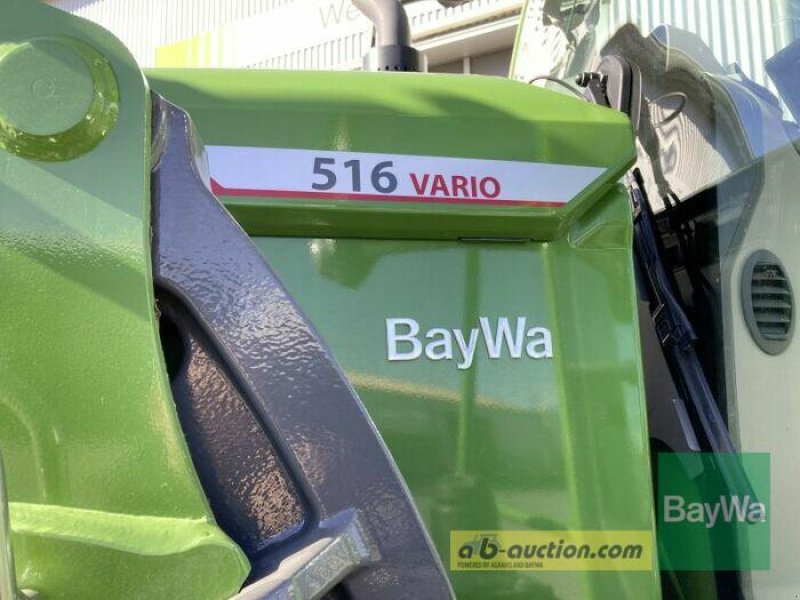 516 VARIO
BayWa
BayWa
ab-auction.com
POWERED BY AGRAVIS AND BAYWA